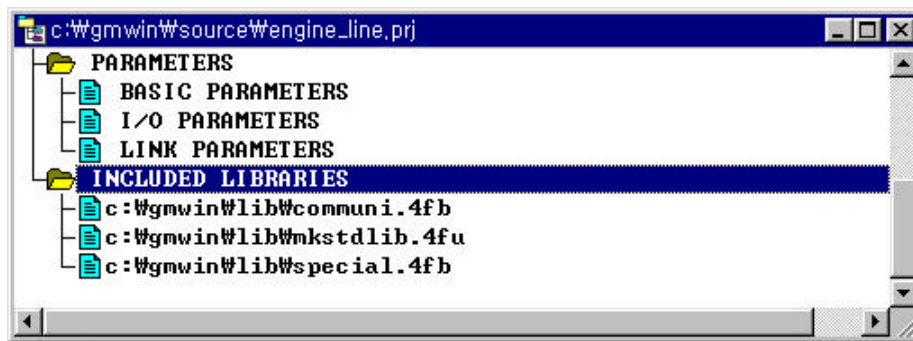 c:₩gmwin₩source₩engine_line,prj
PARAMETERS
BASIC PARAMETERS
I/O PARAMETERS
LINK PARAMETERS
INCLUDED LIBRARIES
c:₩gmwin₩lib₩communi.4fb
c:₩gmwin₩lib₩mkstdlib.4fu
c:₩gmwin₩lib₩special.4fb